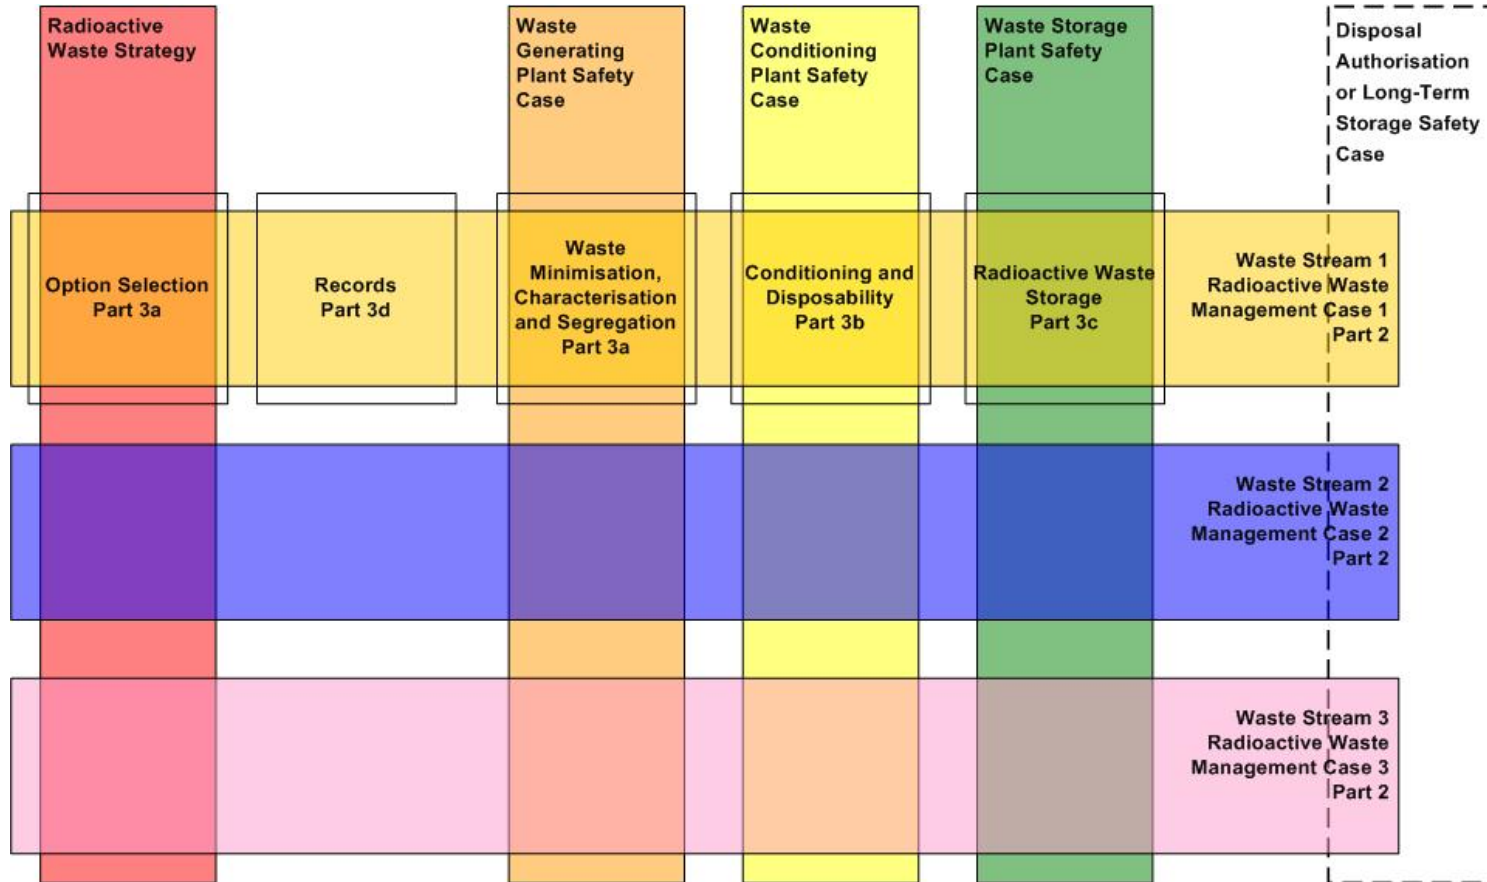 Radioactive
Waste Strategy
Waste
Generating
Plant Safety
Case
Waste
Conditioning
Plant Safety
Case
Waste Storage
Plant Safety
Case
Disposal
Authorisation
or Long-Term
Storage Safety
Case
Option Selection
Part 3a
Records
Part 3d
Waste
Minimisation,
Characterisation
and Segregation
Part 3a
Conditioning and
Disposability
Part 3b
Radioactive Waste
Storage
Part 3c
Waste Stream 1
Radioactive Waste
Management Case 1
Part 2
Waste Stream 2
Radioactive Waste
Management Case 2
Part 2
Waste Stream 3
Radioactive Waste
Management Case 3
Part 2